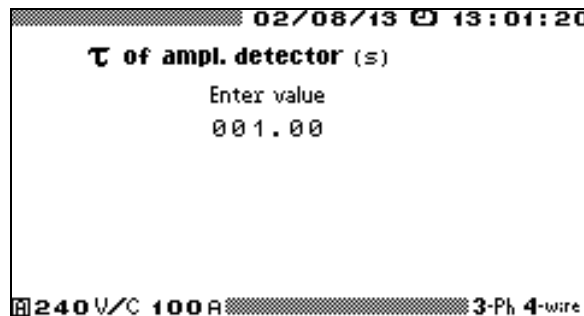 02/08/13 13:01:20
τ of ampl. detector (s)
Enter value
001.00
A 240 V/C 100 A 3-Ph 4-wire